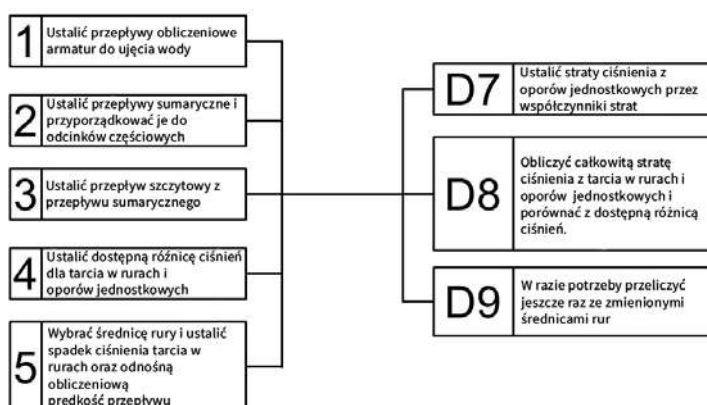 1
Ustalić przepływy obliczeniowe
armatur do ujęcia wody
2
Ustalić przepływy sumaryczne i
przyporządkować je do
odcinków częściowych
3
Ustalić przepływ szczytowy z
przepływu sumarycznego
4
Ustalić dostępną różnicę ciśnień
dla tarcia w rurach i
oporów jednostkowych
5
Wybrać średnicę rury i ustalić
spadek ciśnienia tarcia w
rurach oraz odnośną
obliczeniową
prędkość przepływu
D7
Ustalić straty ciśnienia z
oporów jednostkowych przez
współczynniki strat
D8
Obliczyć całkowitą stratę
ciśnienia z tarcia w rurach i
oporów jednostkowych i
porównać z dostępną różnicą
ciśnień.
D9
W razie potrzeby przeliczyć
jeszcze raz ze zmienionymi
średnicami rur